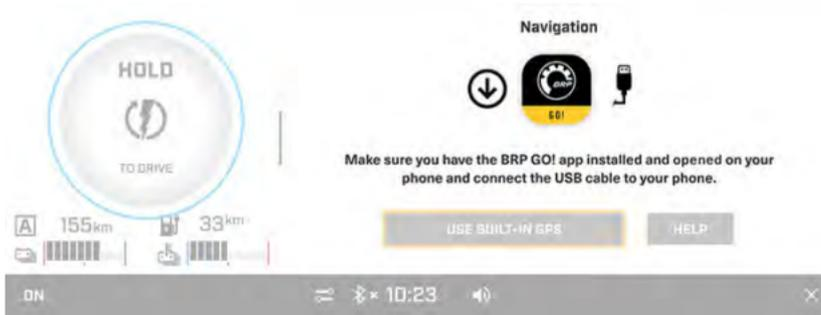 Navigation
HOLD
TO DRIVE
BRP
GO!
Make sure you have the BRP GO! app installed and opened on your
phone and connect the USB cable to your phone.
A 155km 33km
USE BUILT-IN GPS HELP
ON 10:23